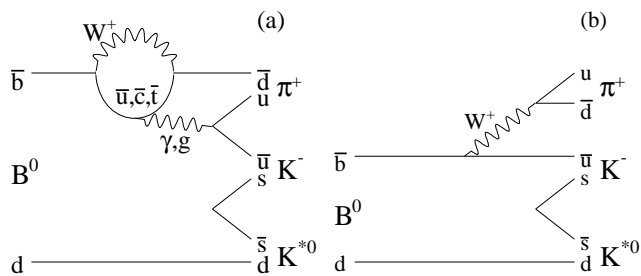 (a)
W⁺
b̄
ū,c̄,t̄
d̄
u
π⁺
γ,g
ū
s
K⁻
B⁰
s̄
d
d
K*⁰
(b)
u
π⁺
d̄
W⁺
b̄
ū
s
K⁻
B⁰
s̄
d
d
K*⁰